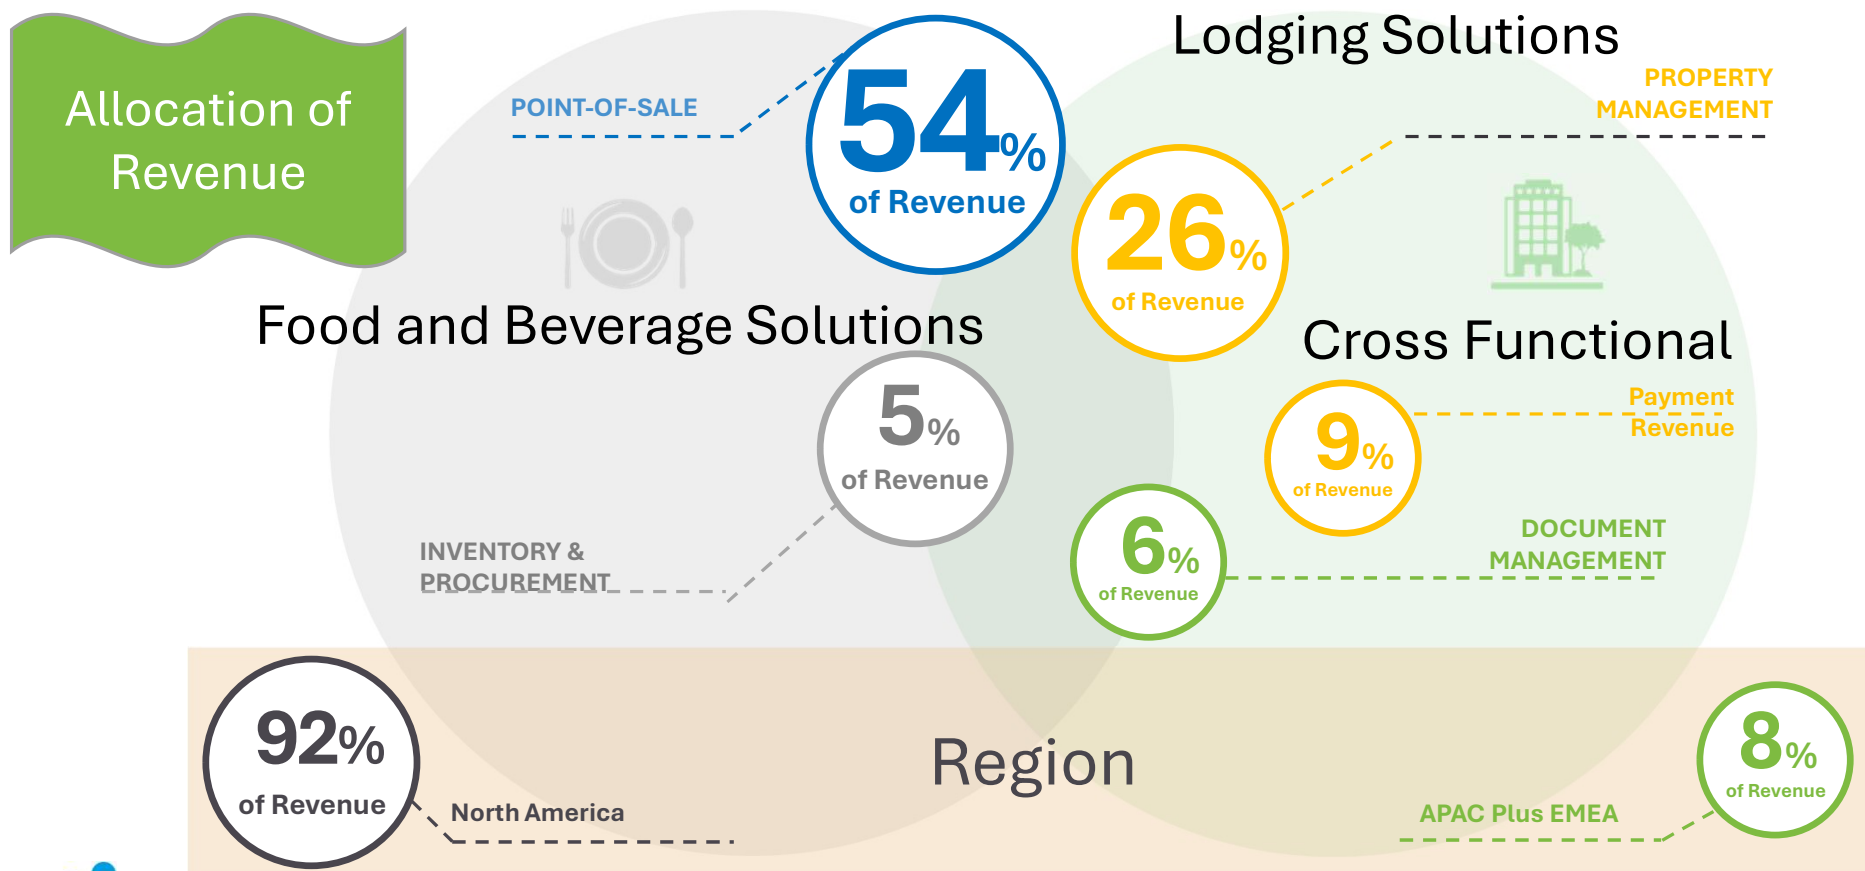 Allocation of
Revenue
POINT-OF-SALE
54%
of Revenue
Lodging Solutions
PROPERTY
MANAGEMENT
26%
of Revenue
Food and Beverage Solutions
Cross Functional
5%
of Revenue
Payment
Revenue
9%
of Revenue
INVENTORY &
PROCUREMENT
6%
of Revenue
DOCUMENT
MANAGEMENT
92%
of Revenue
North America
Region
8%
of Revenue
APAC Plus EMEA